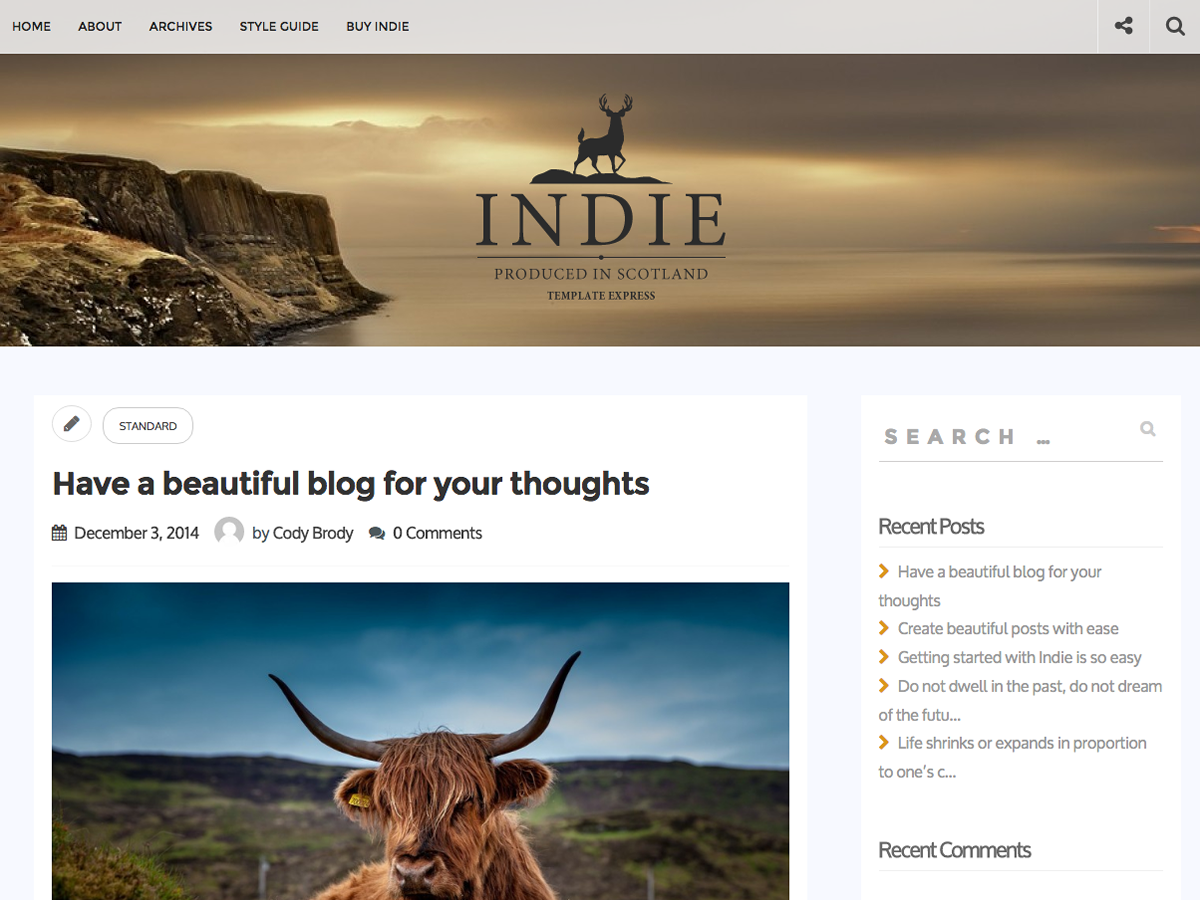 HOME ABOUT ARCHIVES STYLE GUIDE BUY INDIE
INDIE
PRODUCED IN SCOTLAND
TEMPLATE EXPRESS
STANDARD
Have a beautiful blog for your thoughts
December 3, 2014 by Cody Brody 0 Comments
SEARCH ...
Recent Posts
Have a beautiful blog for your
thoughts
Create beautiful posts with ease
Getting started with Indie is so easy
Do not dwell in the past, do not dream
of the futu...
Life shrinks or expands in proportion
to one’s c...
Recent Comments